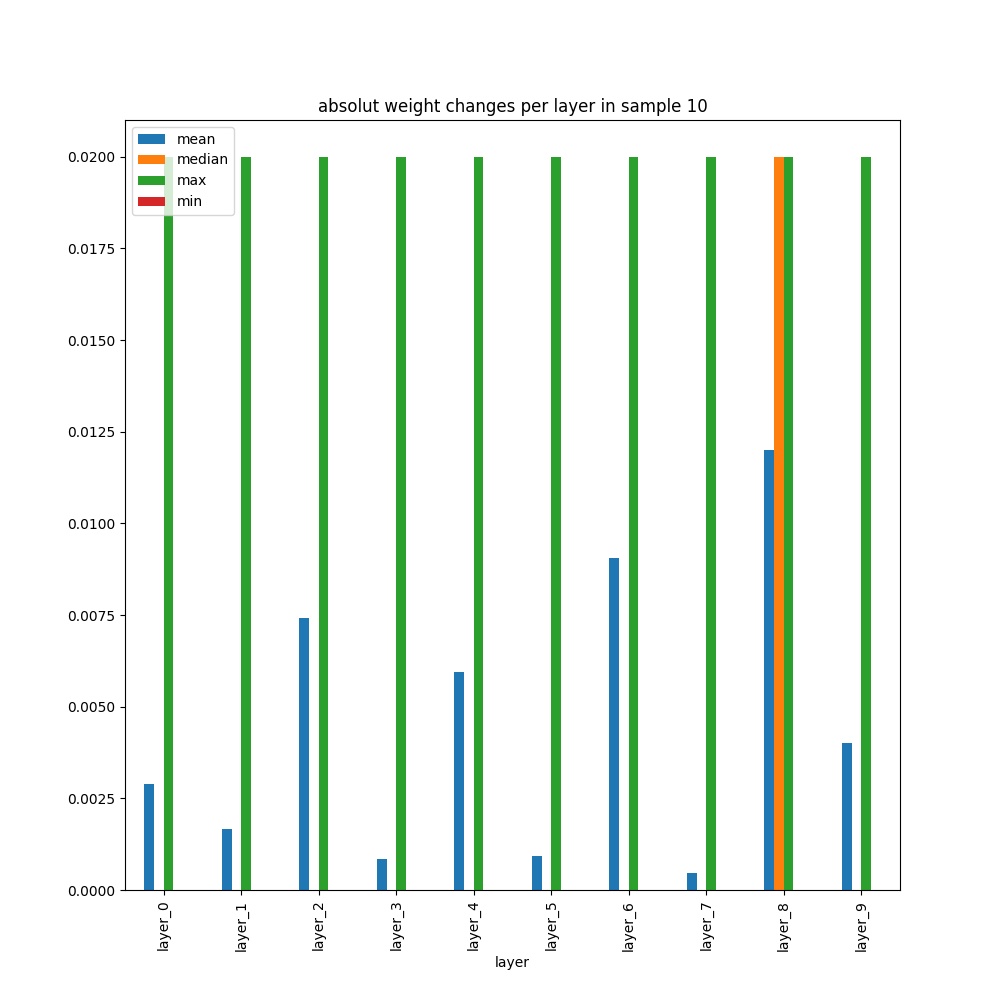 absolut weight changes per layer in sample 10
mean
median
max
min
0.0200
0.0175
0.0150
0.0125
0.0100
0.0075
0.0050
0.0025
0.0000
layer_0
layer_1
layer_2
layer_3
layer_4
layer_5
layer_6
layer_7
layer_8
layer_9
layer